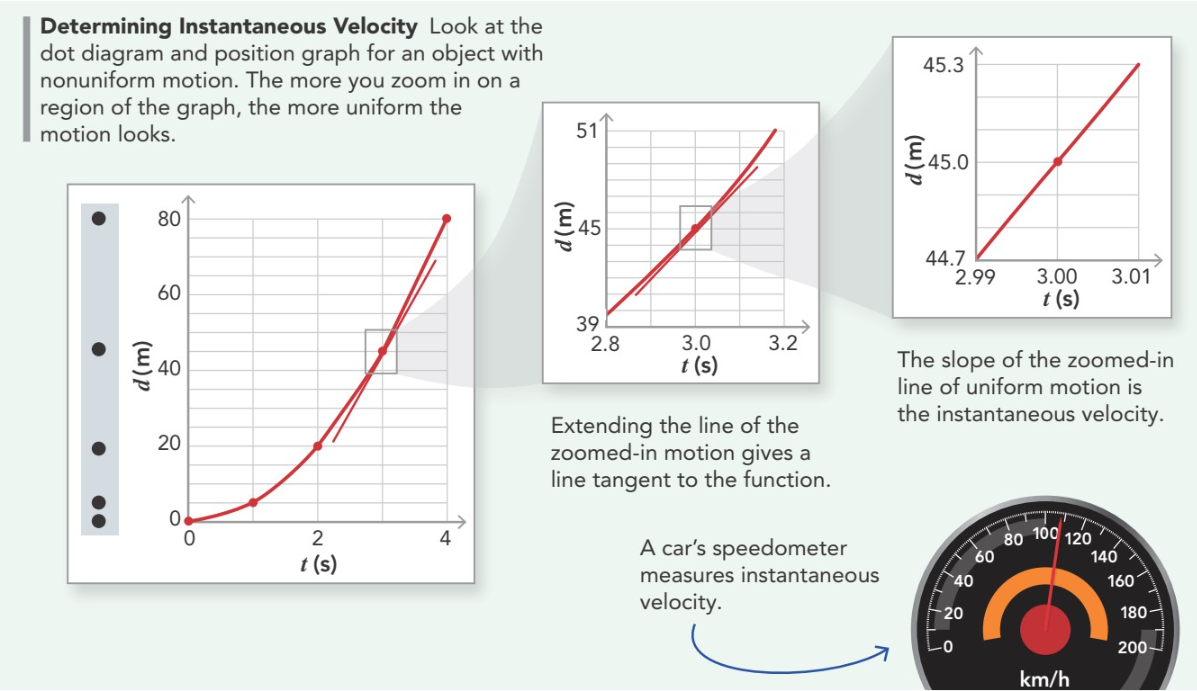 Determining Instantaneous Velocity Look at the
dot diagram and position graph for an object with
nonuniform motion. The more you zoom in on a
region of the graph, the more uniform the
motion looks.
80
60
40
20
0
d (m)
0 2 4
t (s)
51
45
39
d (m)
2.8 3.0 3.2
t (s)
Extending the line of the
zoomed-in motion gives a
line tangent to the function.
45.3
45.0
44.7
d (m)
2.99 3.00 3.01
t (s)
The slope of the zoomed-in
line of uniform motion is
the instantaneous velocity.
A car’s speedometer
measures instantaneous
velocity.
0 20 40 60 80 100 120 140 160 180 200
km/h